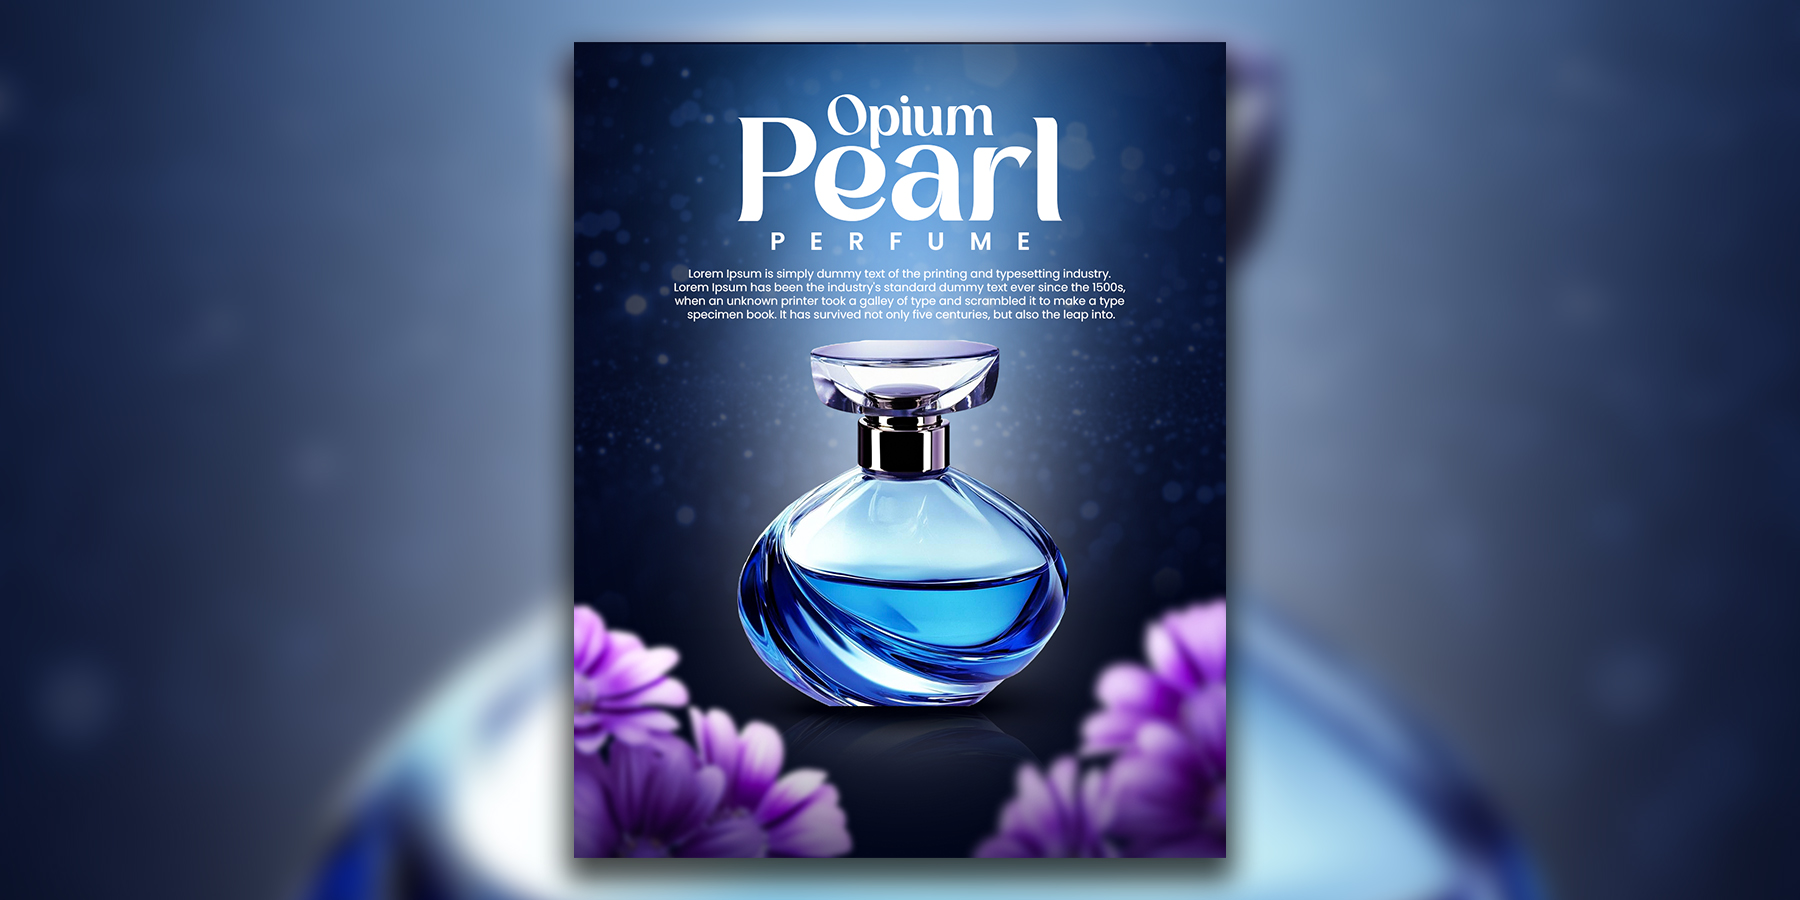 Opium
Pearl
PERFUME
Lorem Ipsum is simply dummy text of the printing and typesetting industry.
Lorem Ipsum has been the industry's standard dummy text ever since the 1500s,
when an unknown printer took a galley of type and scrambled it to make a type
specimen book. It has survived not only five centuries, but also the leap into.